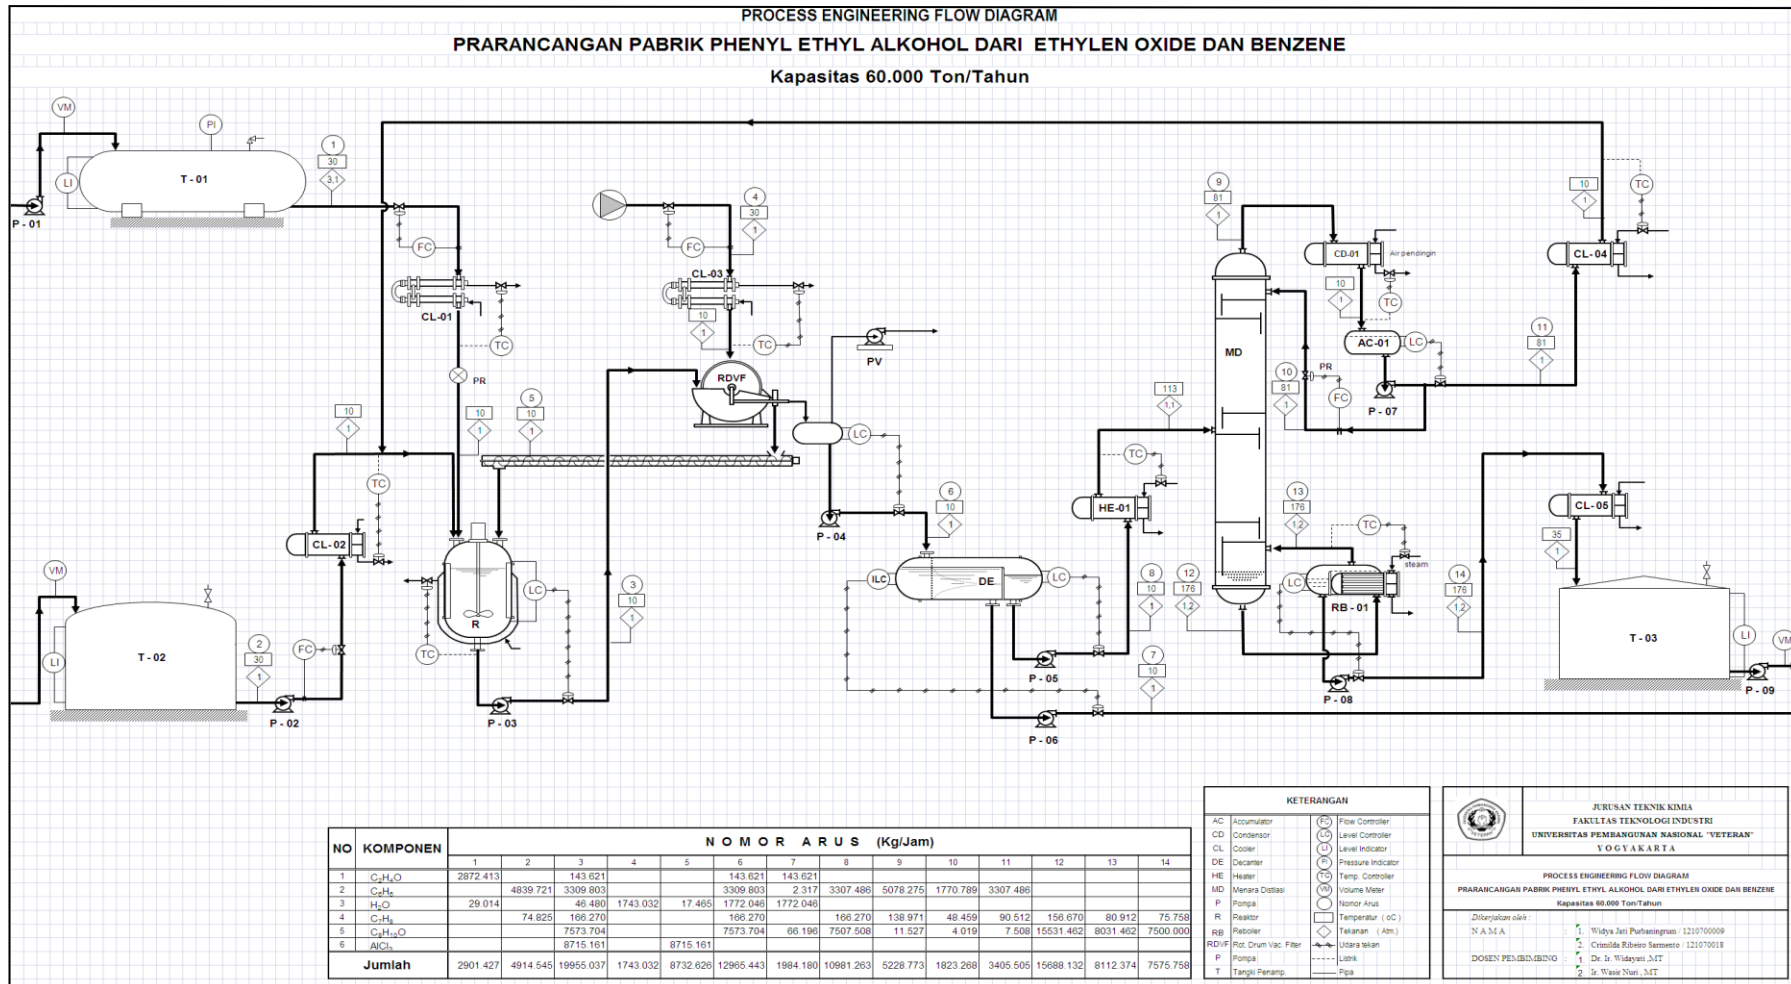 PROCESS ENGINEERING FLOW DIAGRAM
PRARANCANGAN PABRIK PHENYL ETHYL ALKOHOL DARI ETHYLEN OXIDE DAN BENZENE
Kapasitas 60.000 Ton/Tahun
VM
PI
LI
T - 01
P - 01
1
30
3,1
FC
CL-01
TC
PR
10
1
4
30
1
FC
CL-03
10
1
TC
RDVF
PV
LC
5
10
1
10
1
TC
CL-02
VM
LI
T - 02
2
30
1
FC
P - 02
R
LC
TC
P - 03
3
10
1
P - 04
6
10
1
ILC
DE
LC
P - 05
P - 06
8
10
1
7
10
1
HE-01
TC
113
1,1
9
81
1
MD
CD-01
Air pendingin
TC
10
1
AC-01
LC
P - 07
10
81
1
PR
FC
11
81
1
10
1
TC
CL-04
12
176
1,2
13
176
1,2
TC
steam
LC
RB - 01
P - 08
14
176
1,2
CL-05
35
1
T - 03
LI
VM
P - 09
NO KOMPONEN NOMOR ARUS (Kg/Jam)
1 2 3 4 5 6 7 8 9 10 11 12 13 14
1 C2H4O 2872.413 143.621 143.621 143.621
2 C6H6 4839.721 3309.803 3309.803 2.317 3307.486 5078.275 1770.789 3307.486
3 H2O 29.014 46.480 1743.032 17.465 1772.046 1772.046
4 C7H8 74.825 166.270 166.270 166.270 138.971 48.459 90.512 156.670 80.912 75.758
5 C8H10O 7573.704 7573.704 66.196 7507.508 11.527 4.019 7.508 15531.462 8031.462 7500.000
6 AlCl3 8715.161 8715.161
Jumlah 2901.427 4914.545 19955.037 1743.032 8732.626 12965.443 1984.180 10981.263 5228.773 1823.268 3405.505 15688.132 8112.374 7575.758
KETERANGAN
AC Accumulator FC Flow Controller
CD Condensor LC Level Controller
CL Cooler LI Level Indicator
DE Decanter PI Pressure Indicator
HE Heater TC Temp. Controller
MD Menara Distilasi VM Volume Meter
P Pompa Nomor Arus
R Reaktor Temperatur ( oC )
RB Reboiler Tekanan ( Atm.)
RDVF Rot. Drum Vac. Filter Udara tekan
P Pompa Listrik
T Tangki Penamp. Pipa
JURUSAN TEKNIK KIMIA
FAKULTAS TEKNOLOGI INDUSTRI
UNIVERSITAS PEMBANGUNAN NASIONAL "VETERAN"
YOGYAKARTA
PROCESS ENGINEERING FLOW DIAGRAM
PRARANCANGAN PABRIK PHENYL ETHYL ALKOHOL DARI ETHYLEN OXIDE DAN BENZENE
Kapasitas 60.000 Ton/Tahun
Dikerjakan oleh :
N A M A : 1. Widya Jati Purbaningrum / 1210700009
2. Crimilda Ribeiro Sarmento / 121070018
DOSEN PEMBIMBING : 1. Dr. Ir. Widayati ,MT
2. Ir. Wasir Nuri , MT